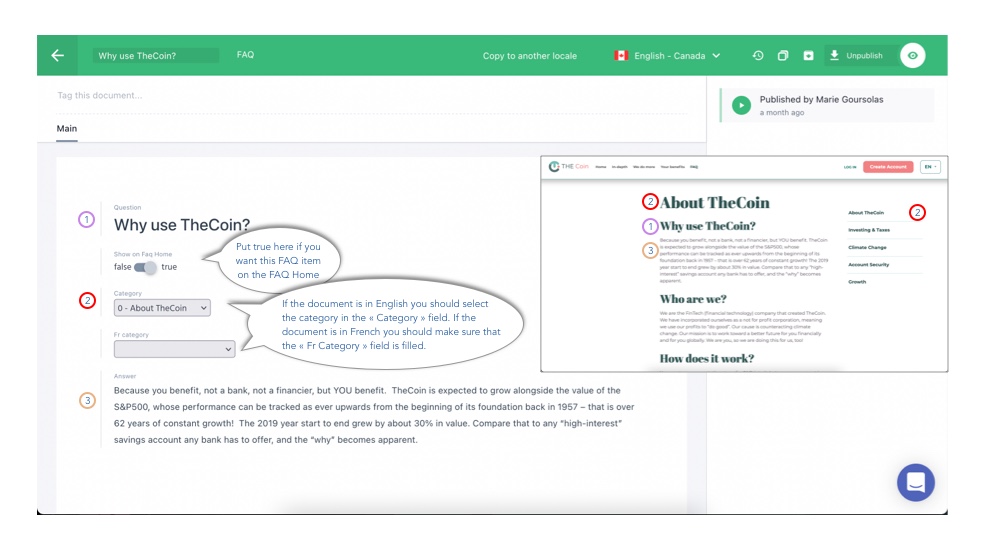 Why use TheCoin?
FAQ
Copy to another locale
English - Canada
Unpublish
Tag this document...
Published by Marie Goursolas
a month ago
Main
1
Question
Why use TheCoin?
Show on Faq Home
false true
Put true here if you
want this FAQ item
on the FAQ Home
2
Category
0 - About TheCoin
Fr category
If the document is in English you should select
the category in the « Category » field. If the
document is in French you should make sure that
the « Fr Category » field is filled.
3
Answer
Because you benefit, not a bank, not a financier, but YOU benefit.  TheCoin is expected to grow alongside the value of the
S&P500, whose performance can be tracked as ever upwards from the beginning of its foundation back in 1957 – that is over
62 years of constant growth!  The 2019 year start to end grew by about 30% in value. Compare that to any “high-interest”
savings account any bank has to offer, and the “why” becomes apparent.
THE Coin Home In depth We do more Your benefits FAQ LOG IN Create Account EN
2 About TheCoin
1 Why use TheCoin?
3 Because you benefit, not a bank, not a financier, but YOU benefit. TheCoin
is expected to grow alongside the value of the S&P500, whose
performance can be tracked as ever upwards from the beginning of its
foundation back in 1957 – that is over 62 years of constant growth! The 2019
year start to end grew by about 30% in value. Compare that to any “high-
interest” savings account any bank has to offer, and the “why” becomes
apparent.
Who are we?
We are the FinTech (financial technology) company that created TheCoin.
We have incorporated ourselves as a not for profit corporation, meaning
we use our profits to “do good”. Our cause is counteracting climate
change. Our mission is to work toward a better future for you financially
and for you globally. We are you, so we are doing this for us, too!
How does it work?
About TheCoin 2
Investing & Taxes
Climate Change
Account Security
Growth